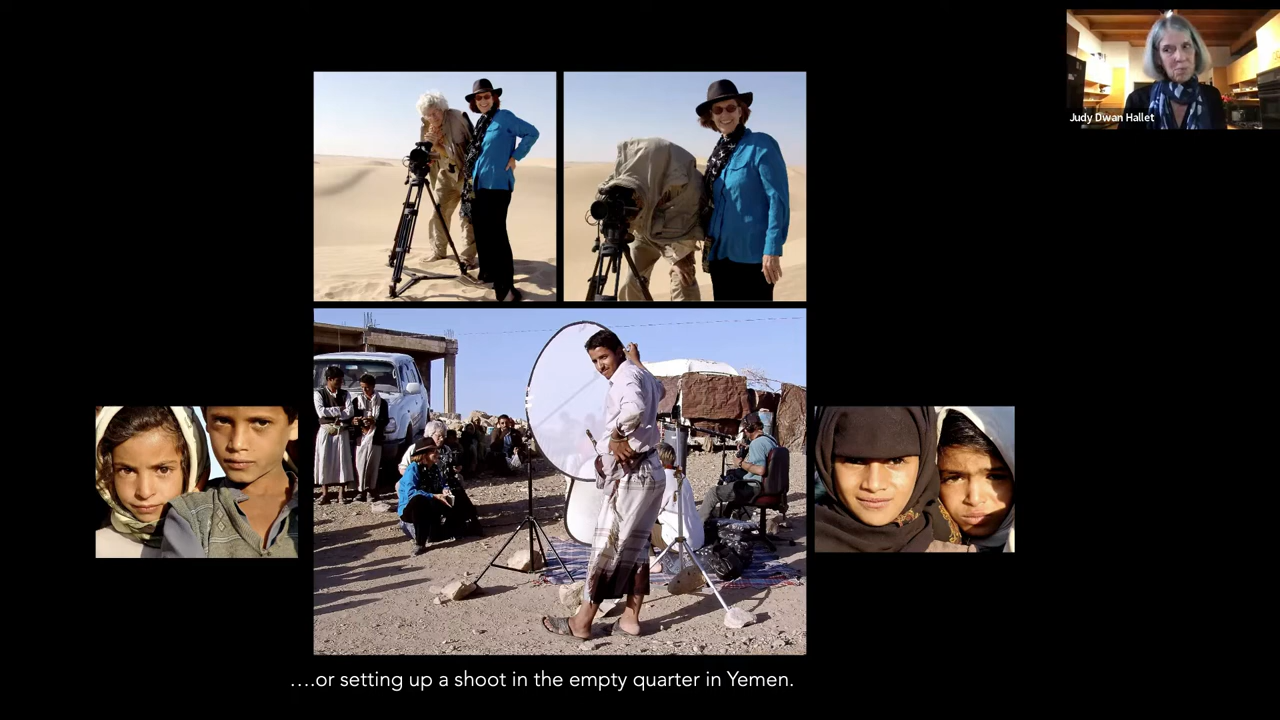 Judy Dwan Hallet
….or setting up a shoot in the empty quarter in Yemen.